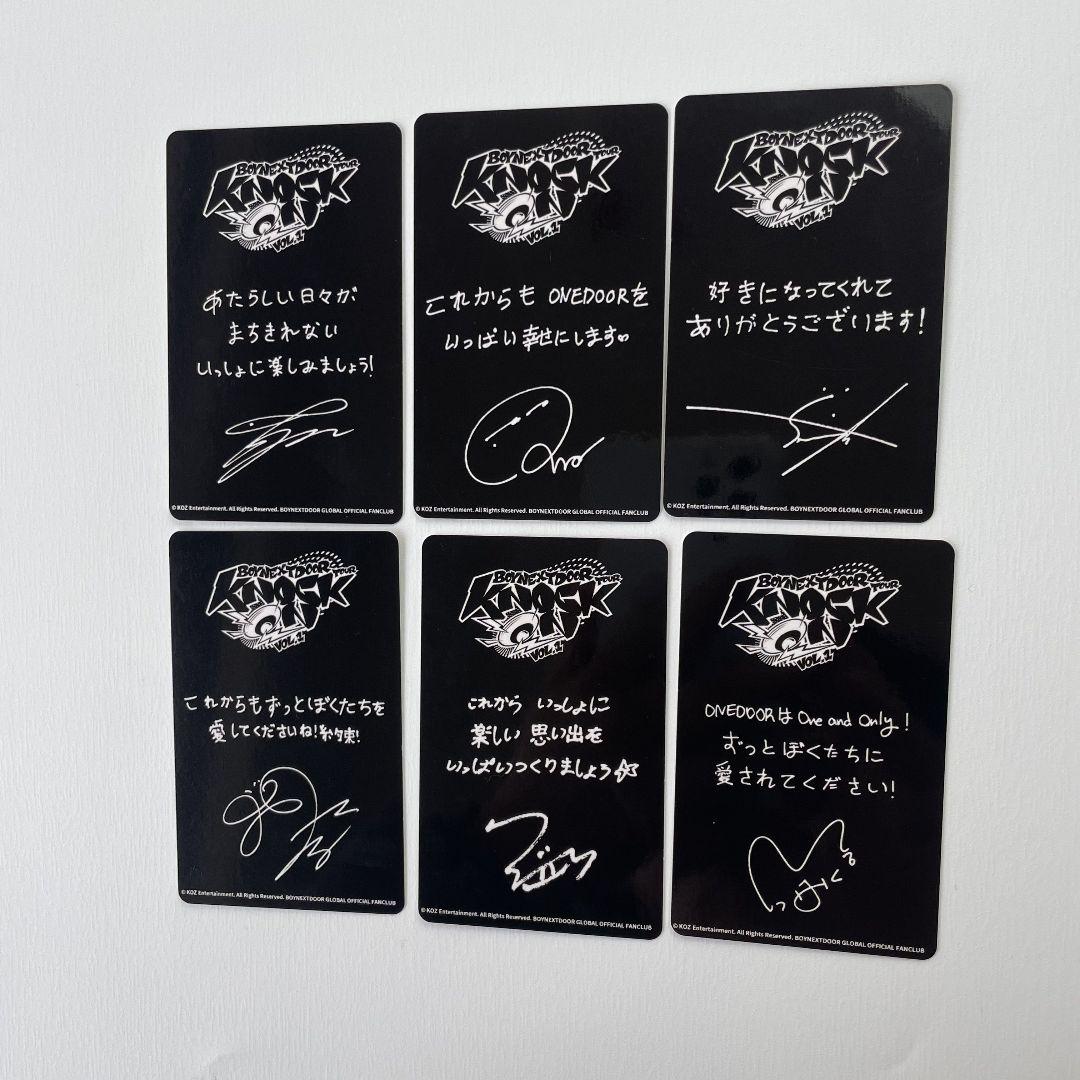 BOYNEXTDOOR
TOUR
KNOCK
ON
VOL.1
あたらしい日々が
まちきれない
いっしょに楽しみましょう!
© KOZ Entertainment. All Rights Reserved. BOYNEXTDOOR GLOBAL OFFICIAL FANCLUB
BOYNEXTDOOR
TOUR
KNOCK
ON
VOL.1
これからも ONEDOORを
いっぱい幸せにします♡
© KOZ Entertainment. All Rights Reserved. BOYNEXTDOOR GLOBAL OFFICIAL FANCLUB
BOYNEXTDOOR
TOUR
KNOCK
ON
VOL.1
好きになってくれて
ありがとうございます!
© KOZ Entertainment. All Rights Reserved. BOYNEXTDOOR GLOBAL OFFICIAL FANCLUB
BOYNEXTDOOR
TOUR
KNOCK
ON
VOL.1
これからもずっとぼくたちを
愛してくださいね!約束!
© KOZ Entertainment. All Rights Reserved. BOYNEXTDOOR GLOBAL OFFICIAL FANCLUB
BOYNEXTDOOR
TOUR
KNOCK
ON
VOL.1
これから いっしょに
楽しい 思い出を
いっぱいつくりましょう☆
© KOZ Entertainment. All Rights Reserved. BOYNEXTDOOR GLOBAL OFFICIAL FANCLUB
BOYNEXTDOOR
TOUR
KNOCK
ON
VOL.1
ONEDOORは One and Only!
ずっとぼくたちに
愛されてください!
© KOZ Entertainment. All Rights Reserved. BOYNEXTDOOR GLOBAL OFFICIAL FANCLUB